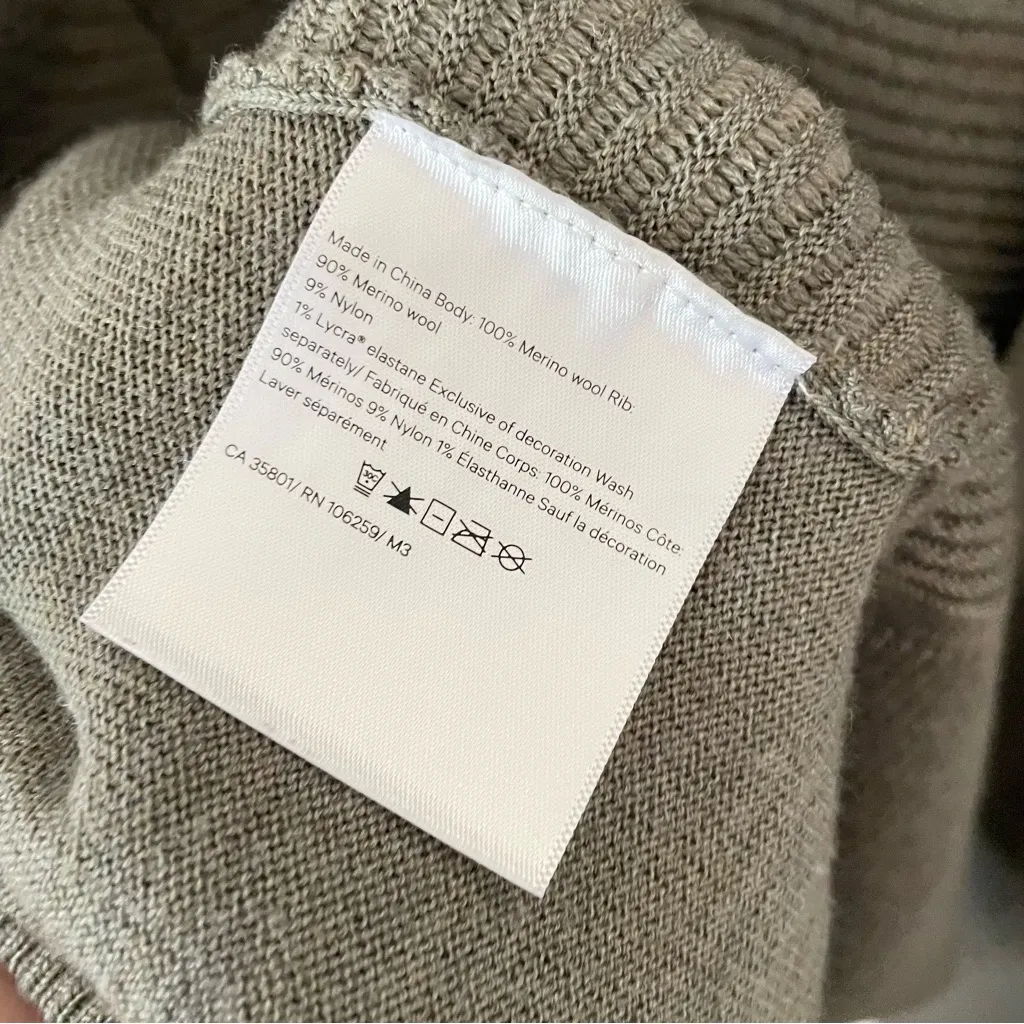 Made in China Body: 100% Merino wool Rib:
90% Merino wool
9% Nylon
1% Lycra® elastane Exclusive of decoration Wash
separately/ Fabriqué en Chine Corps: 100% Mérinos Côte:
90% Mérinos 9% Nylon 1% Élasthanne Sauf la décoration
Laver séparément
30C
CA 35801/ RN 106259/ M3